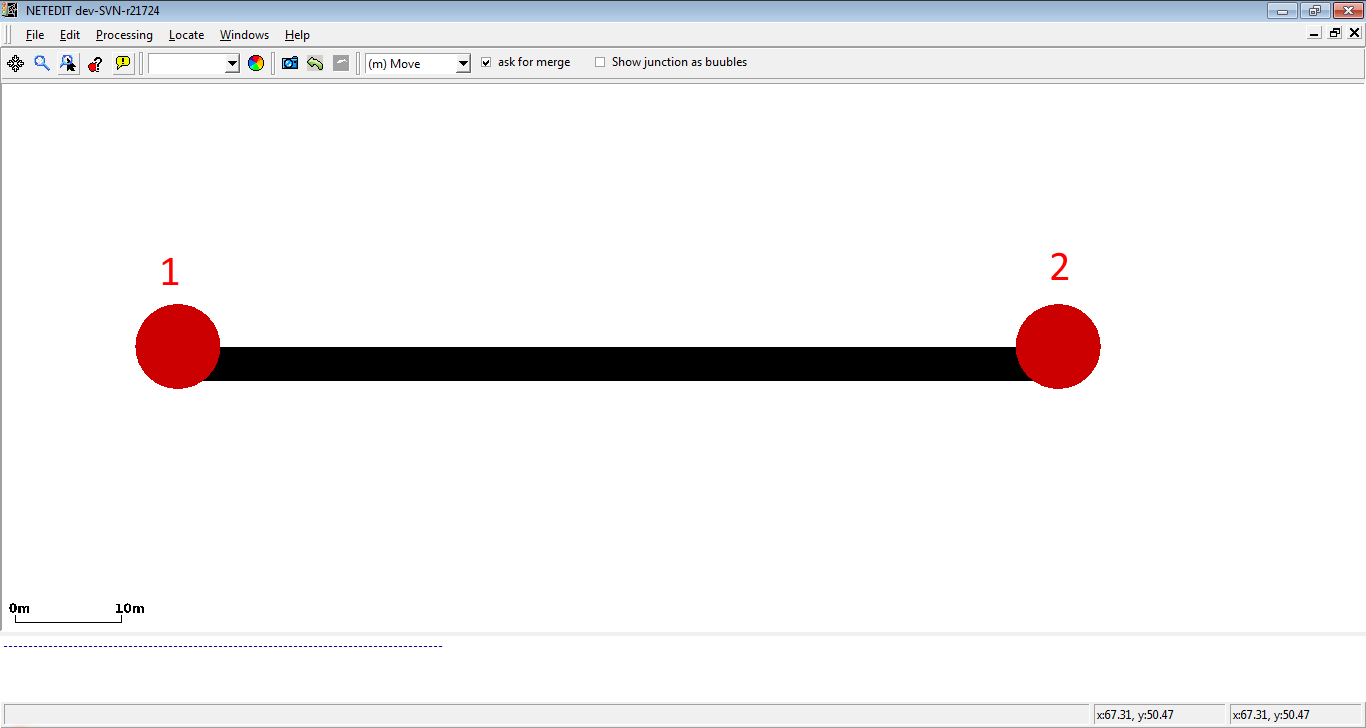 NETEDIT dev-SVN-r21724
File Edit Processing Locate Windows Help
(m) Move ask for merge Show junction as buubles
1 2
0m 10m
--------------------------------------------------------------------------------
x:67.31, y:50.47 x:67.31, y:50.47